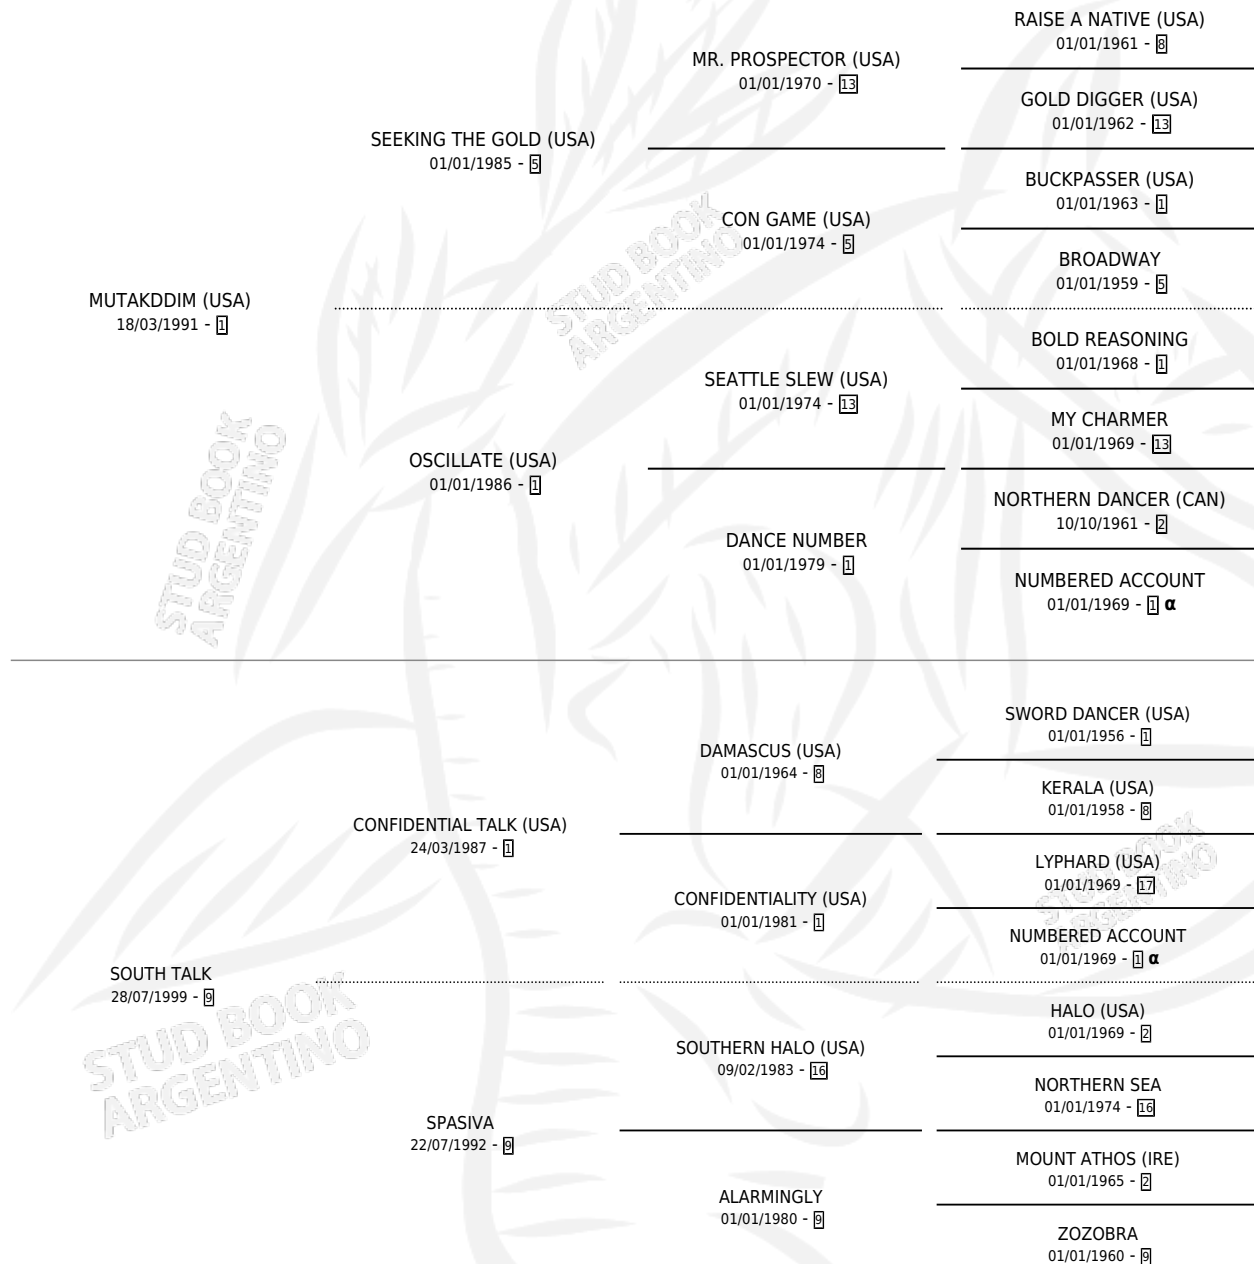 RAISE A NATIVE (USA)
01/01/1961 - 8
MR. PROSPECTOR (USA)
01/01/1970 - 13
GOLD DIGGER (USA)
01/01/1962 - 13
SEEKING THE GOLD (USA)
01/01/1985 - 5
BUCKPASSER (USA)
01/01/1963 - 1
CON GAME (USA)
01/01/1974 - 5
BROADWAY
01/01/1959 - 5
MUTAKDDIM (USA)
18/03/1991 - 1
BOLD REASONING
01/01/1968 - 1
SEATTLE SLEW (USA)
01/01/1974 - 13
MY CHARMER
01/01/1969 - 13
OSCILLATE (USA)
01/01/1986 - 1
NORTHERN DANCER (CAN)
10/10/1961 - 2
DANCE NUMBER
01/01/1979 - 1
NUMBERED ACCOUNT
01/01/1969 - 1 α
SWORD DANCER (USA)
01/01/1956 - 1
DAMASCUS (USA)
01/01/1964 - 8
KERALA (USA)
01/01/1958 - 8
CONFIDENTIAL TALK (USA)
24/03/1987 - 1
LYPHARD (USA)
01/01/1969 - 17
CONFIDENTIALITY (USA)
01/01/1981 - 1
NUMBERED ACCOUNT
01/01/1969 - 1 α
SOUTH TALK
28/07/1999 - 9
HALO (USA)
01/01/1969 - 2
SOUTHERN HALO (USA)
09/02/1983 - 16
NORTHERN SEA
01/01/1974 - 16
SPASIVA
22/07/1992 - 9
MOUNT ATHOS (IRE)
01/01/1965 - 2
ALARMINGLY
01/01/1980 - 9
ZOZOBRA
01/01/1960 - 9
STUD BOOK
ARGENTINO
STUD BOOK
ARGENTINO
STUD BOOK
ARGENTINO
STUD BOOK
ARGENTINO